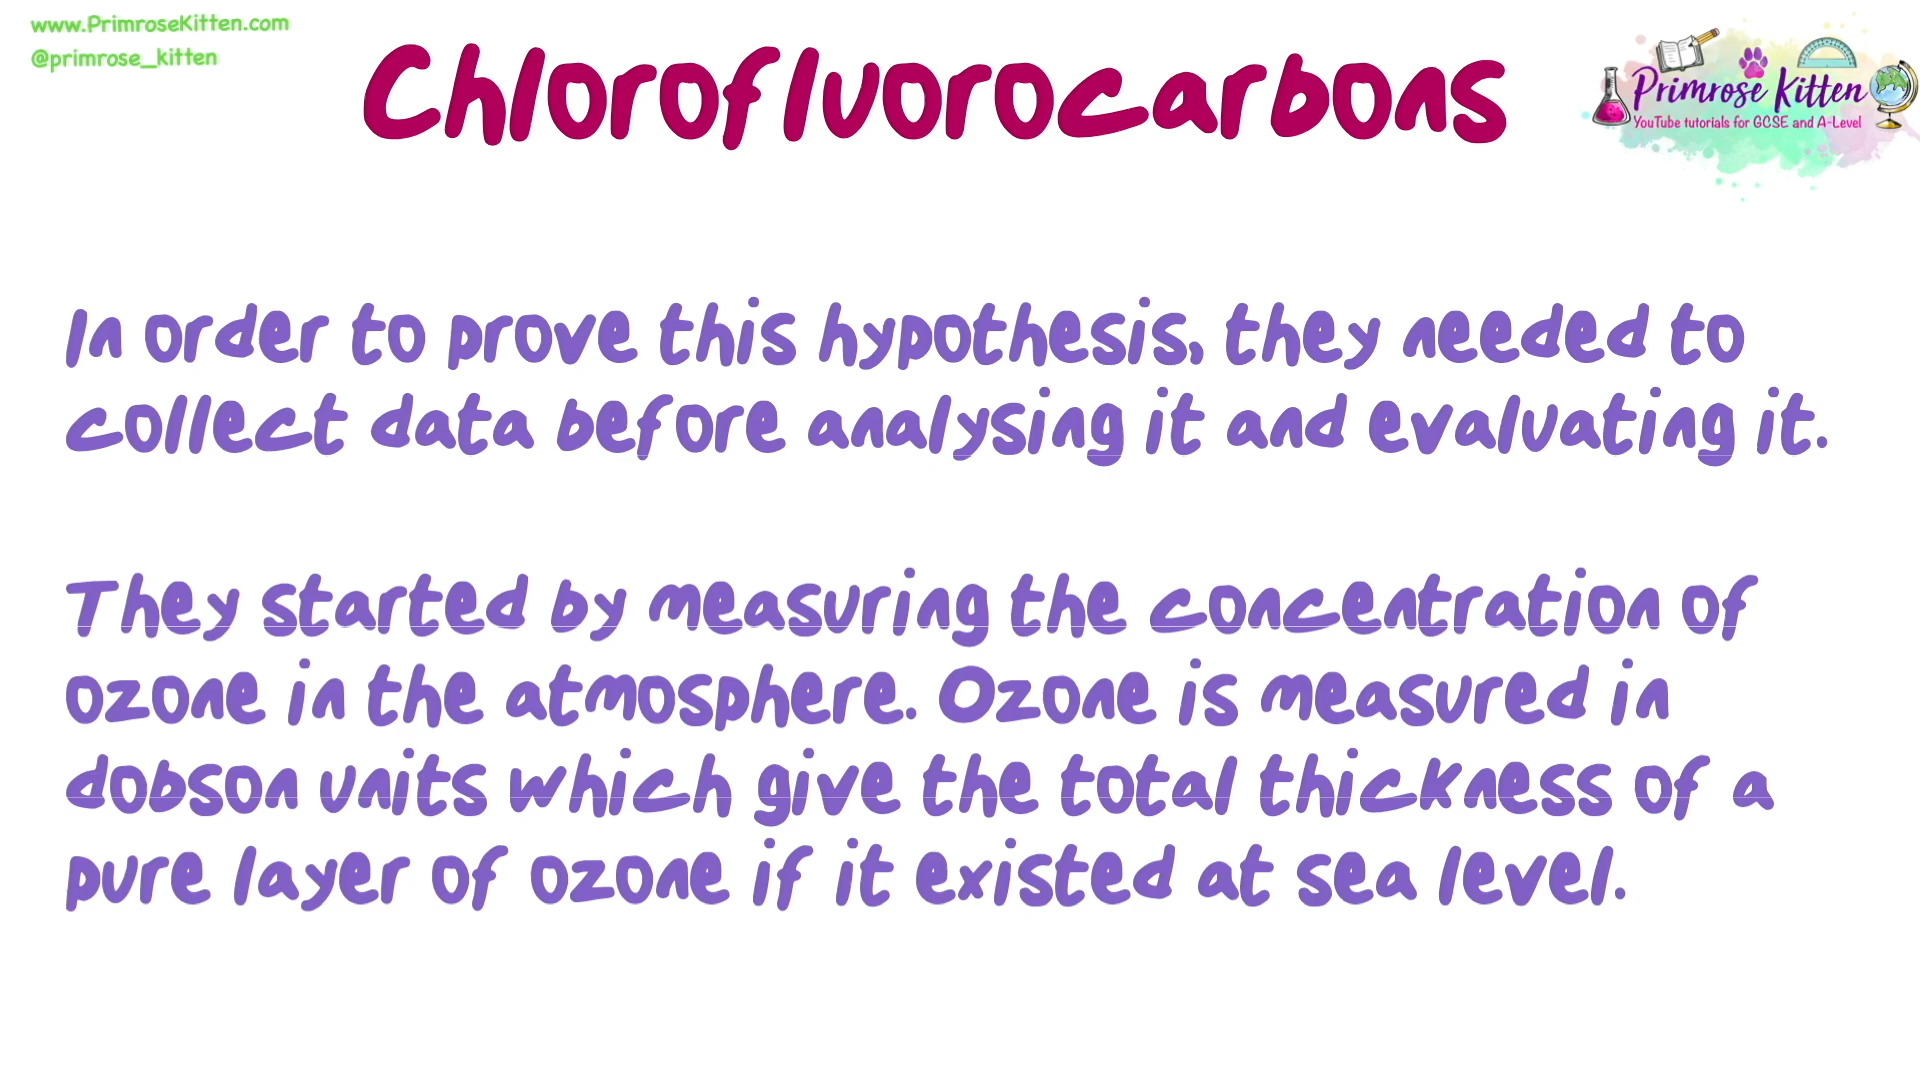 www.PrimroseKitten.com
@primrose_kitten
Chlorofluorocarbons
Primrose Kitten
YouTube tutorials for GCSE and A-Level
In order to prove this hypothesis, they needed to
collect data before analysing it and evaluating it.
They started by measuring the concentration of
ozone in the atmosphere. Ozone is measured in
dobson units which give the total thickness of a
pure layer of ozone if it existed at sea level.